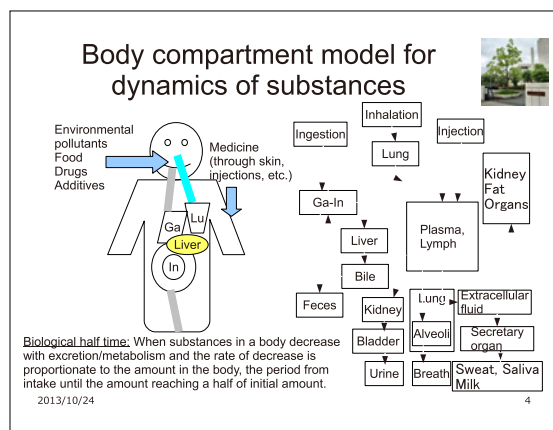 Body compartment model for
dynamics of substances
Environmental
pollutants
Food
Drugs
Additives
Medicine
(through skin,
injections, etc.)
Ga
Lu
Liver
In
Ingestion
Inhalation
Injection
Lung
Kidney
Fat
Organs
Ga-In
Plasma,
Lymph
Liver
Bile
Feces
Kidney
Lung
Extracellular
fluid
Bladder
Alveoli
Secretary
organ
Urine
Breath
Sweat, Saliva
Milk
Biological half time: When substances in a body decrease
with excretion/metabolism and the rate of decrease is
proportionate to the amount in the body, the period from
intake until the amount reaching a half of initial amount.
2013/10/24
4